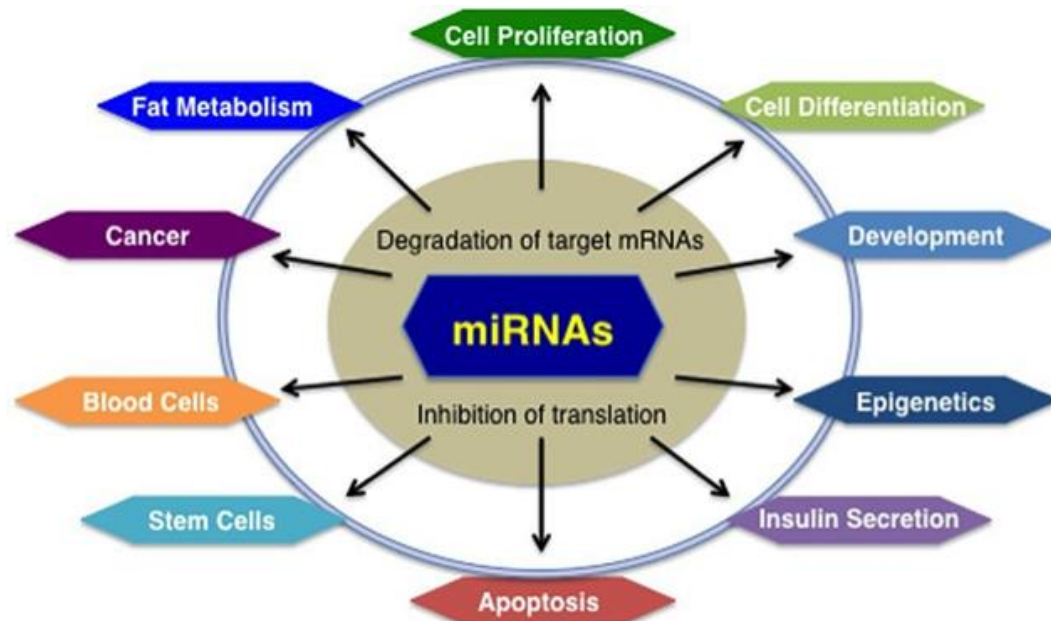 Cell Proliferation
Fat Metabolism
Cell Differentiation
Cancer
Degradation of target mRNAs
Development
miRNAs
Blood Cells
Inhibition of translation
Epigenetics
Stem Cells
Insulin Secretion
Apoptosis